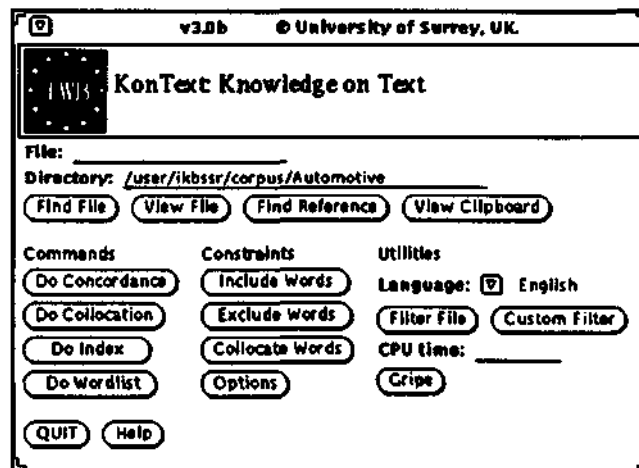 v3.0b © University of Surrey, UK.
KonText: Knowledge on Text
File:
Directory: /user/ikbssr/corpus/Automotive
Find File View File Find Reference View Clipboard
Commands Constraints Utilities
Do Concordance Include Words Language: English
Do Collocation Exclude Words Filter File Custom Filter
Do Index Collocate Words CPU time:
Do Wordlist Options Gripe
QUIT Help